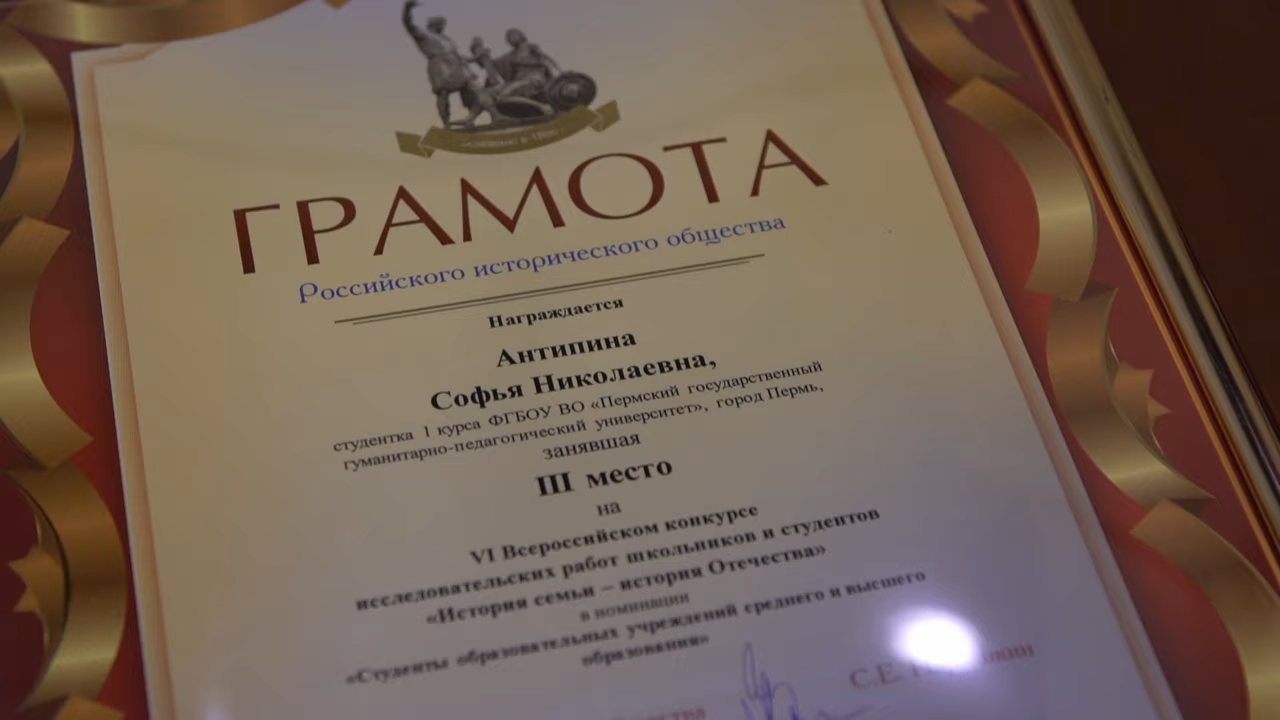 ГРАМОТА
Российского исторического общества
Награждается
Антипина
Софья Николаевна,
студентка 1 курса ФГБОУ ВО «Пермский государственный
гуманитарно-педагогический университет», город Пермь,
занявшая
III место
на
VI Всероссийском конкурсе
исследовательских работ школьников и студентов
«История семьи – история Отечества»
в номинации
«Студенты образовательных учреждений среднего и высшего
образования»
С.Е.